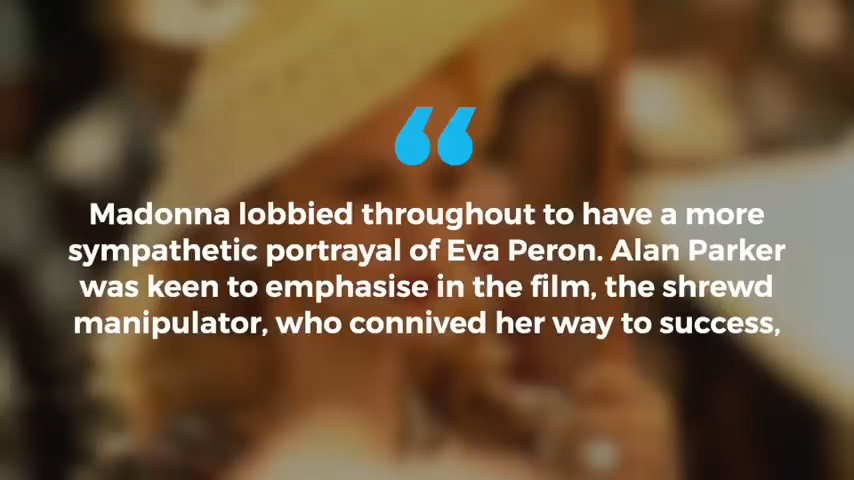 “
Madonna lobbied throughout to have a more
sympathetic portrayal of Eva Peron. Alan Parker
was keen to emphasise in the film, the shrewd
manipulator, who connived her way to success,